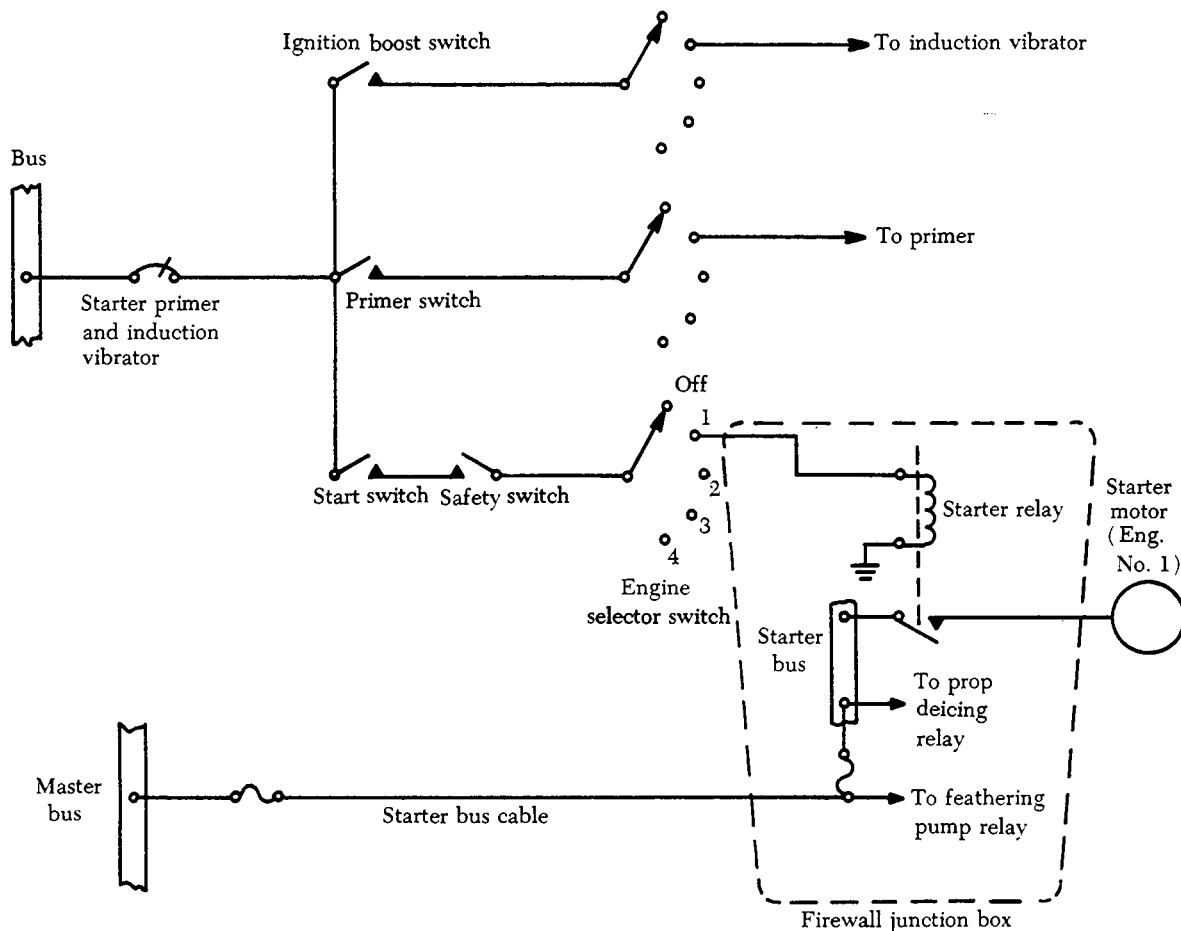 Ignition boost switch
To induction vibrator
Bus
To primer
Starter primer
and induction
vibrator
Primer switch
Off
1
2
3
4
Start switch
Safety switch
Engine
selector switch
Starter relay
Starter
motor
(Eng.
No. 1)
Starter
bus
To prop
deicing
relay
Master
bus
Starter bus cable
To feathering
pump relay
Firewall junction box